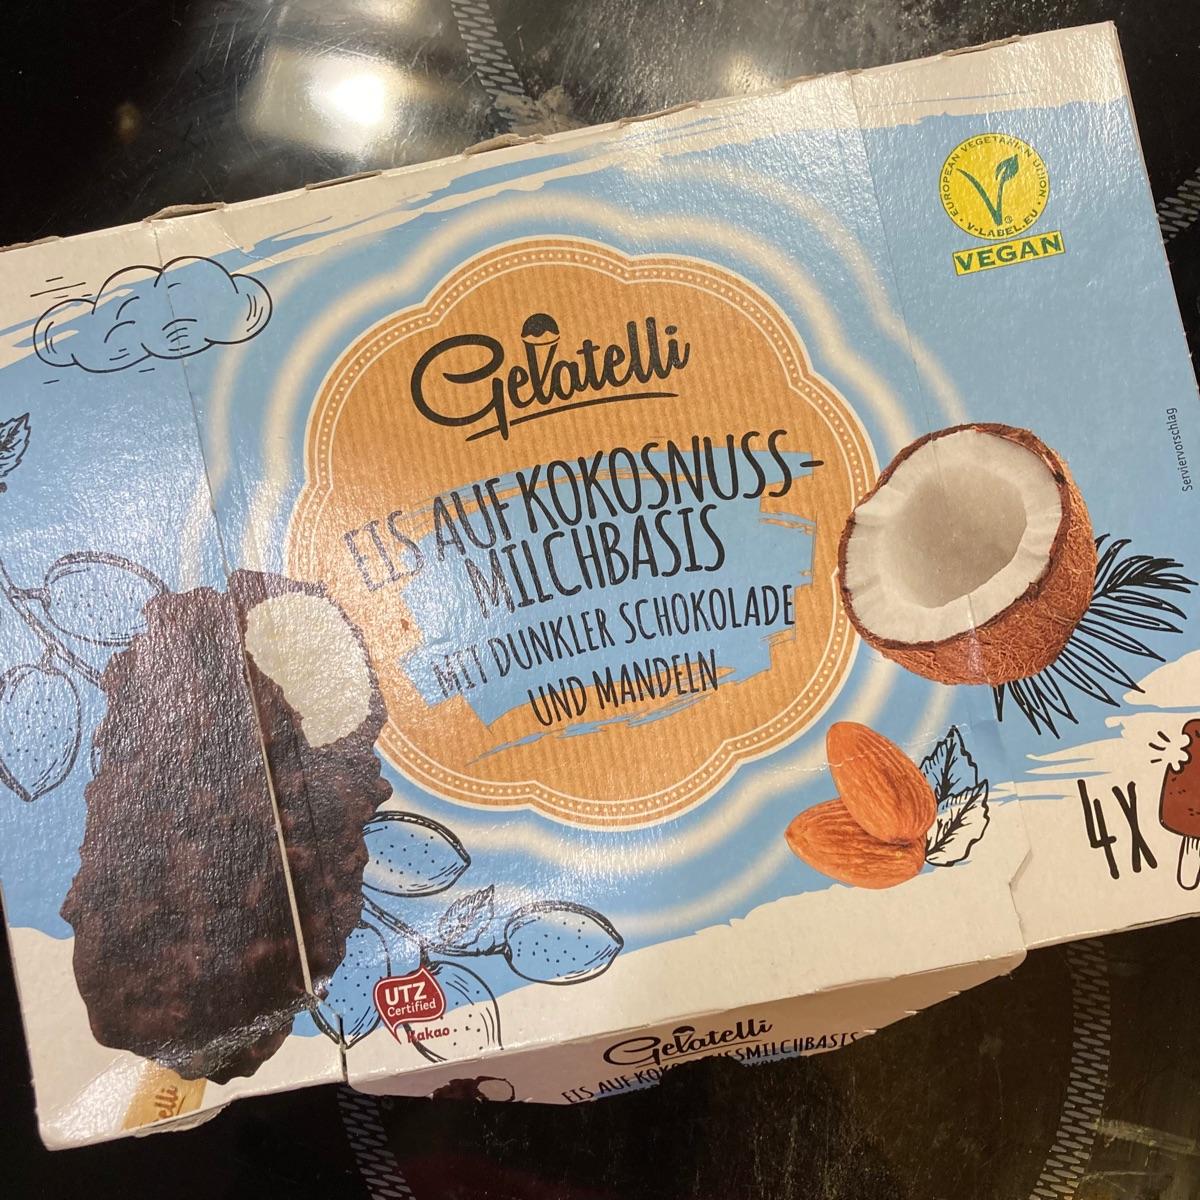 EUROPEAN VEGETARIAN UNION
V-LABEL.EU
VEGAN
Gelatelli
EIS AUF KOKOSNUSS-
MILCHBASIS
MIT DUNKLER SCHOKOLADE
UND MANDELN
Serviervorschlag
4X
UTZ
Certified
Kakao
elli
Gelatelli
EIS AUF KOKOSNUSSMILCHBASIS